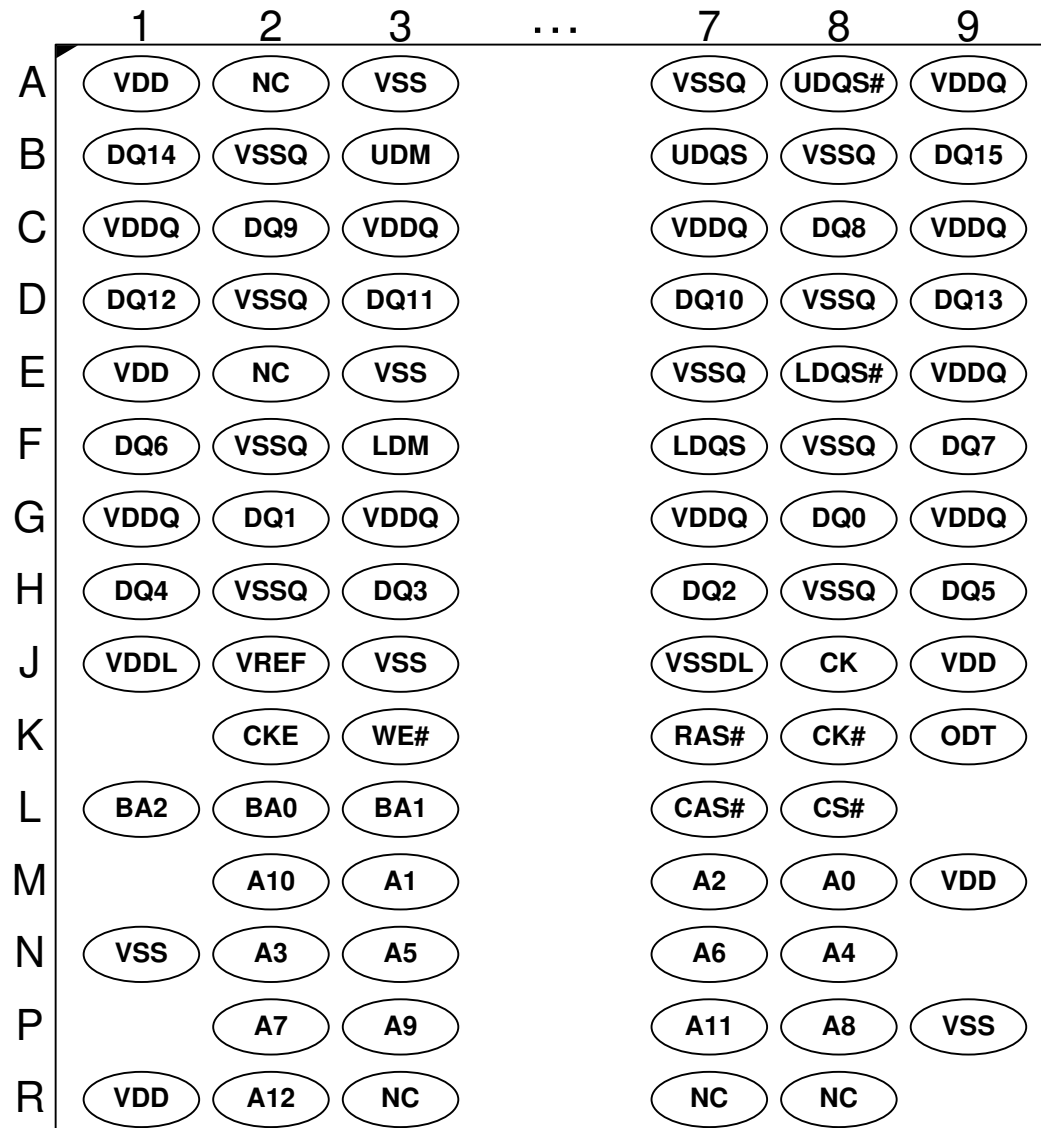 1 2 3 ... 7 8 9
A VDD NC VSS VSSQ UDQS# VDDQ
B DQ14 VSSQ UDM UDQS VSSQ DQ15
C VDDQ DQ9 VDDQ VDDQ DQ8 VDDQ
D DQ12 VSSQ DQ11 DQ10 VSSQ DQ13
E VDD NC VSS VSSQ LDQS# VDDQ
F DQ6 VSSQ LDM LDQS VSSQ DQ7
G VDDQ DQ1 VDDQ VDDQ DQ0 VDDQ
H DQ4 VSSQ DQ3 DQ2 VSSQ DQ5
J VDDL VREF VSS VSSDL CK VDD
K CKE WE# RAS# CK# ODT
L BA2 BA0 BA1 CAS# CS#
M A10 A1 A2 A0 VDD
N VSS A3 A5 A6 A4
P A7 A9 A11 A8 VSS
R VDD A12 NC NC NC